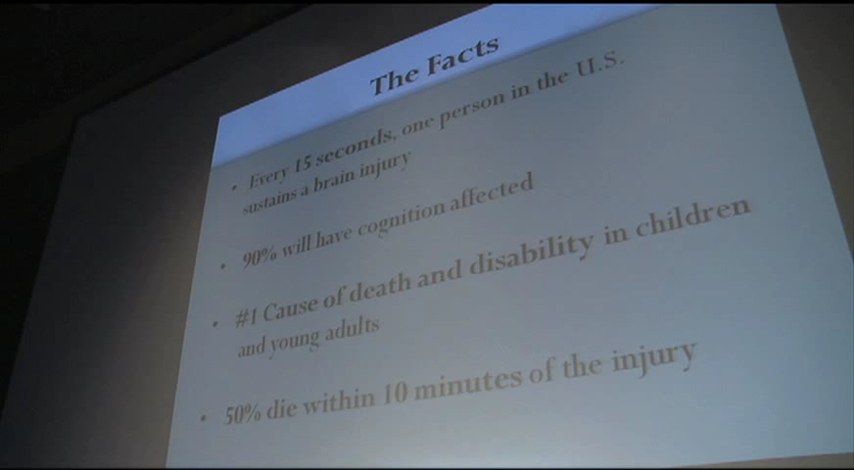 The Facts
• Every 15 seconds, one person in the U.S.
sustains a brain injury
• 90% will have cognition affected
• #1 Cause of death and disability in children
and young adults
• 50% die within 10 minutes of the injury